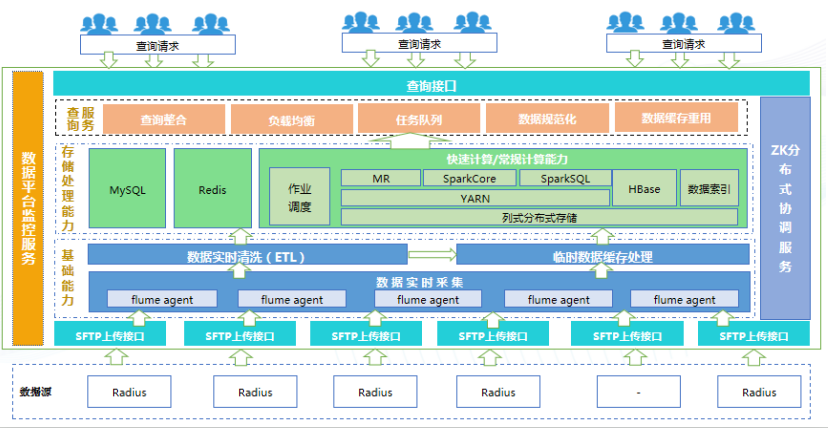 查询请求
查询请求
查询请求
查询接口
数据平台监控服务
查询服务
查询整合
负载均衡
任务队列
数据规范化
数据缓存重用
ZK分布式协调服务
存储处理能力
MySQL
Redis
快速计算/常规计算能力
作业
调度
MR
SparkCore
SparkSQL
YARN
HBase
数据索引
列式分布式存储
基础能力
数据实时清洗（ETL）
临时数据缓存处理
数据实时采集
flume agent
flume agent
flume agent
flume agent
flume agent
SFTP上传接口
SFTP上传接口
SFTP上传接口
SFTP上传接口
SFTP上传接口
SFTP上传接口
数据源
Radius
Radius
Radius
Radius
-
Radius